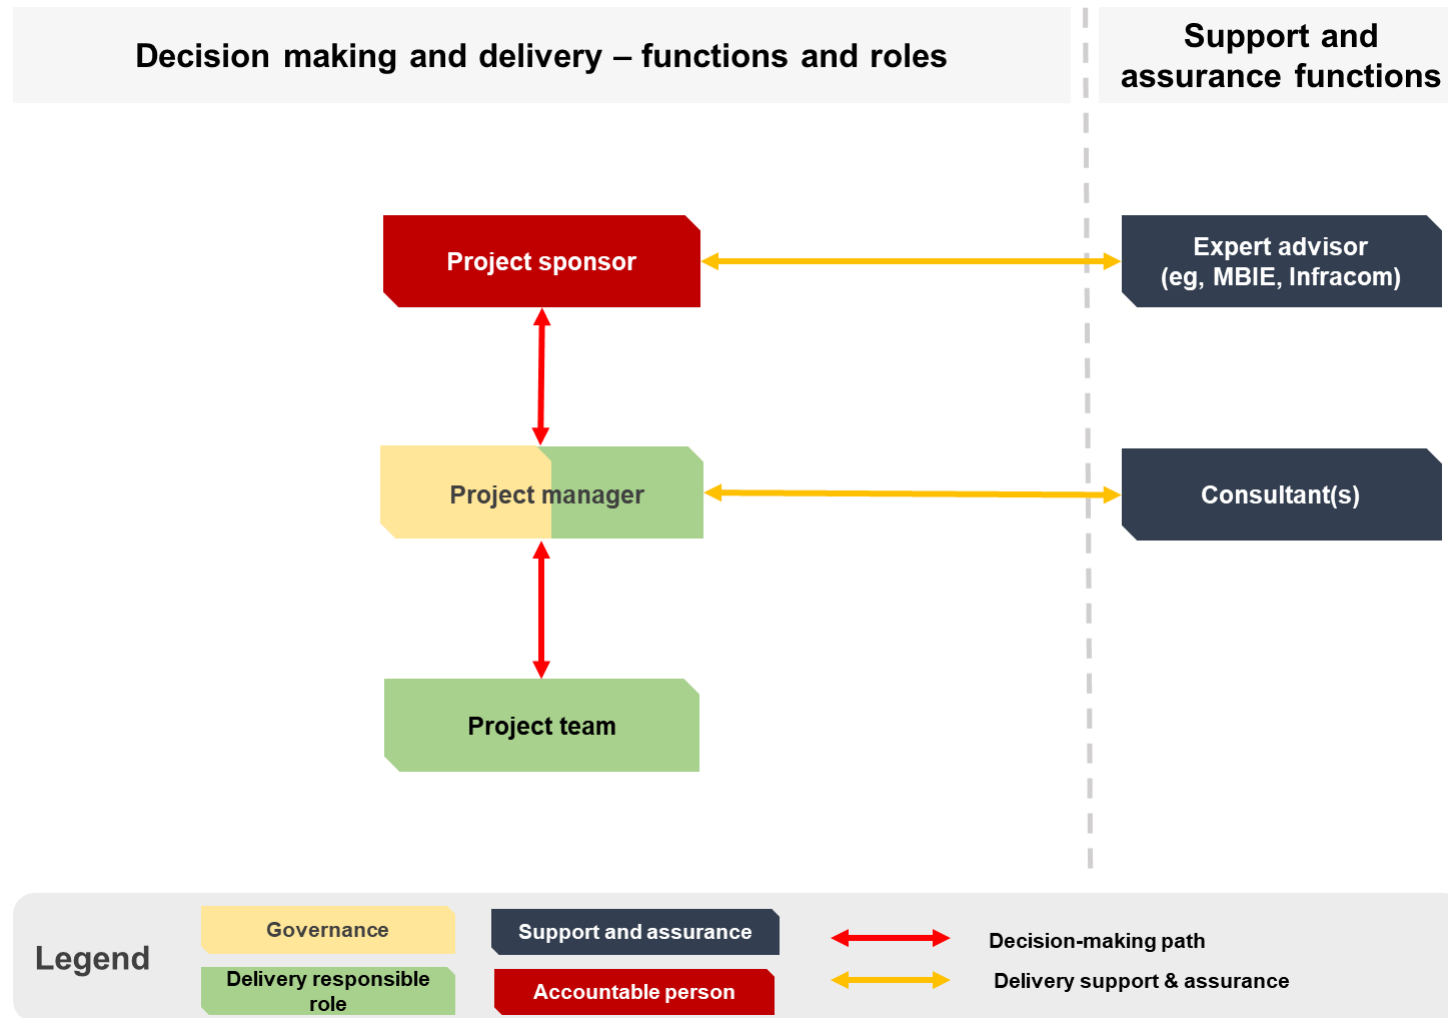 Decision making and delivery – functions and roles
Support and
assurance functions
Project sponsor
Expert advisor
(eg, MBIE, Infracom)
Project manager
Consultant(s)
Project team
Legend
Governance
Support and assurance
Decision-making path
Delivery responsible
role
Accountable person
Delivery support & assurance